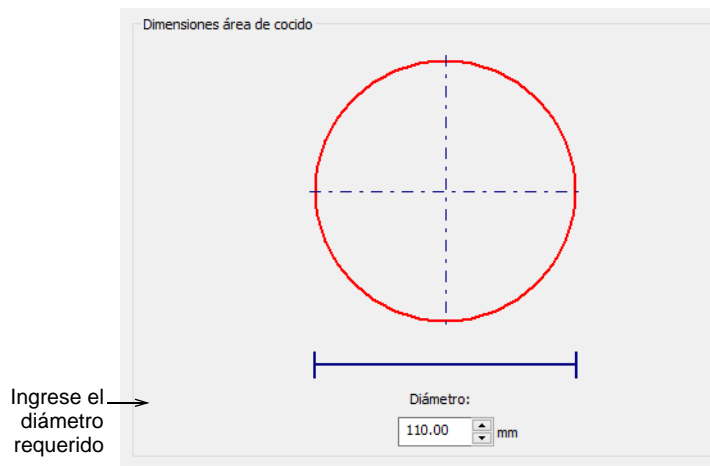 Dimensiones área de cocido
Ingrese el
diámetro
requerido
Diámetro:
110.00 mm